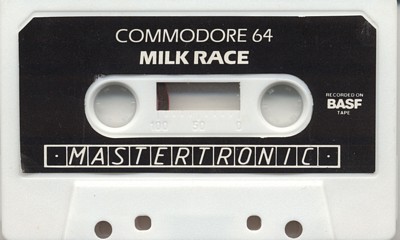 COMMODORE 64
MILK RACE
RECORDED ON
BASF
TAPE
100 50 0
· MASTERTRONIC ·